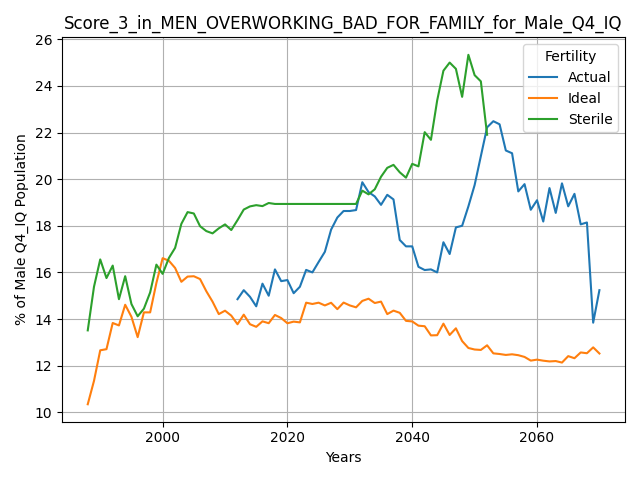 Score_3_in_MEN_OVERWORKING_BAD_FOR_FAMILY_for_Male_Q4_IQ
% of Male Q4_IQ Population
26
24
22
20
18
16
14
12
10
Fertility
Actual
Ideal
Sterile
2000
2020
2040
2060
Years